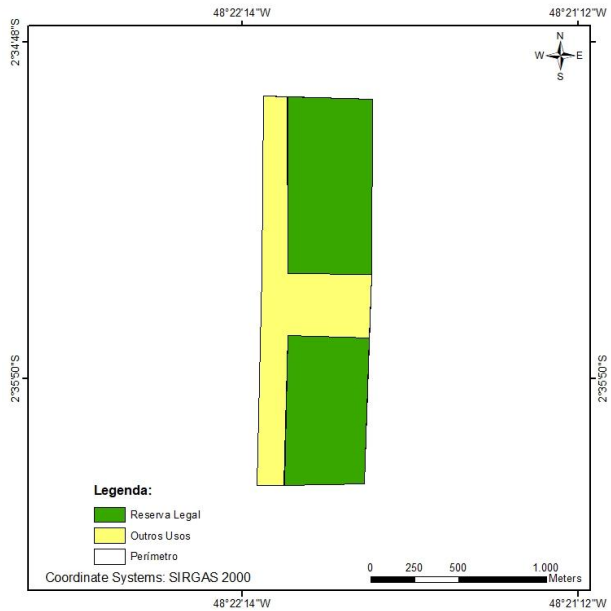 48°22'14"W 48°21'12"W
2°34'48"S
2°34'48"S
N
W E
S
2°35'50"S
2°35'50"S
Legenda:
Reserva Legal
Outros Usos
Perímetro
Coordinate Systems: SIRGAS 2000
0 250 500 1.000
Meters
48°22'14"W 48°21'12"W